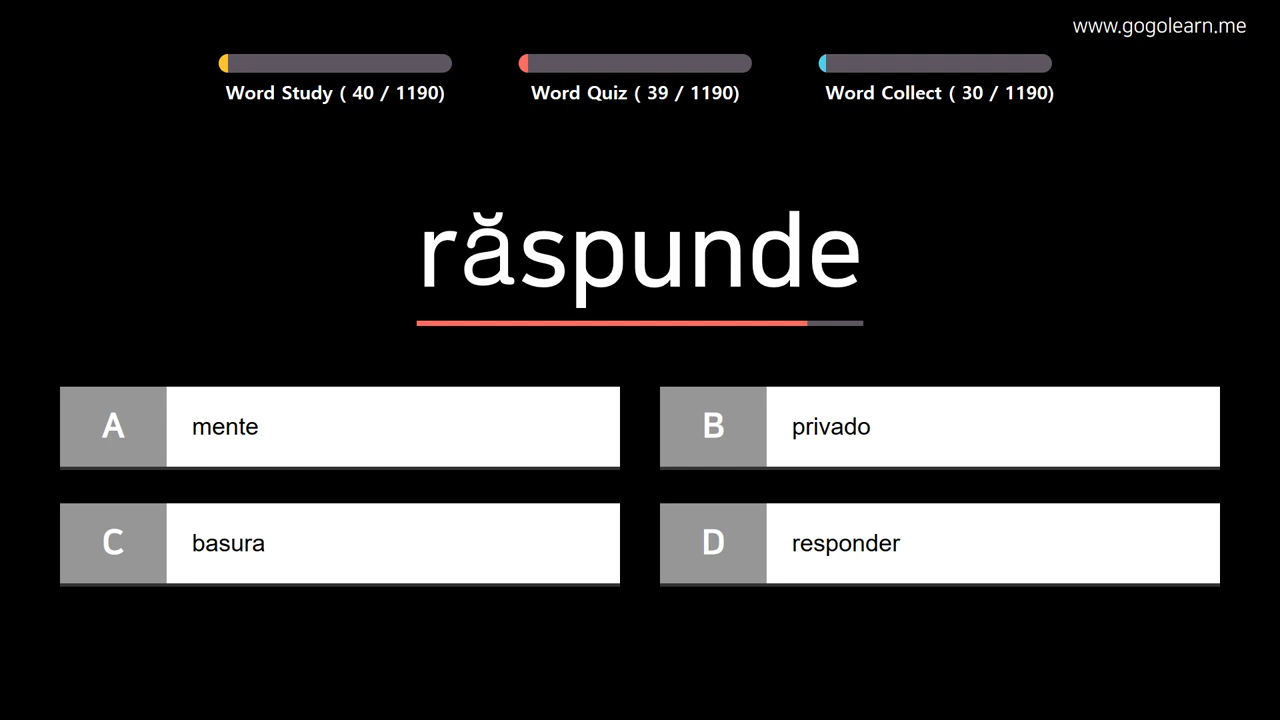 www.gogolearn.me
Word Study ( 40 / 1190)
Word Quiz ( 39 / 1190)
Word Collect ( 30 / 1190)
răspunde
A mente
B privado
C basura
D responder